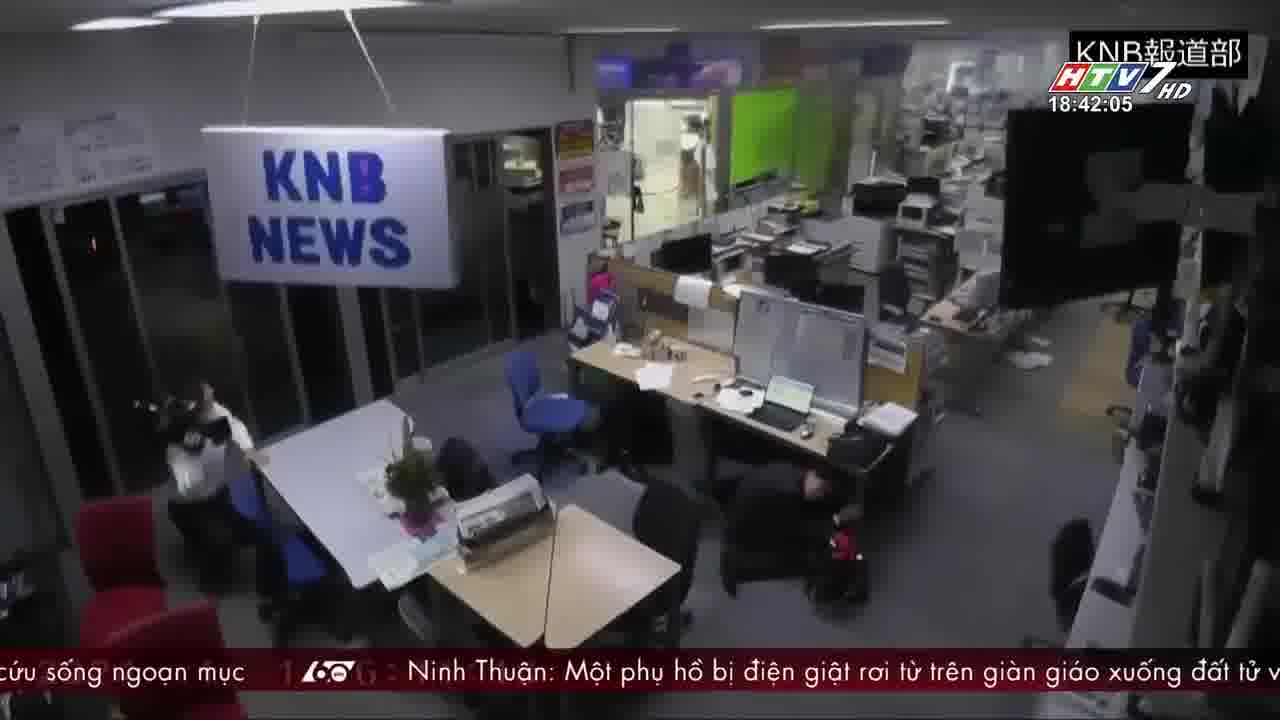 KNB報道部
HTV7 HD
18:42:05
KNB
NEWS
cứu sống ngoạn mục
Ninh Thuận: Một phụ hồ bị điện giật rơi từ trên giàn giáo xuống đất tử v